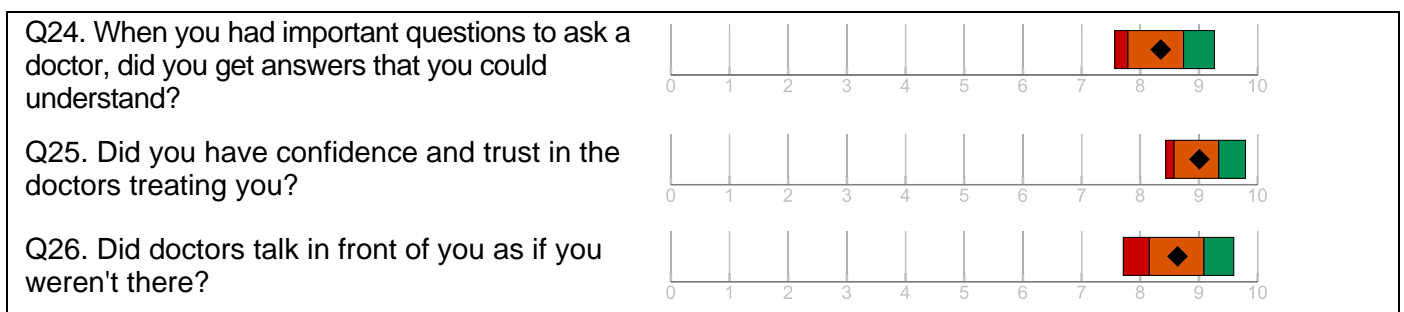 Q24. When you had important questions to ask a
doctor, did you get answers that you could
understand?
0 1 2 3 4 5 6 7 8 9 10
Q25. Did you have confidence and trust in the
doctors treating you?
0 1 2 3 4 5 6 7 8 9 10
Q26. Did doctors talk in front of you as if you
weren't there?
0 1 2 3 4 5 6 7 8 9 10